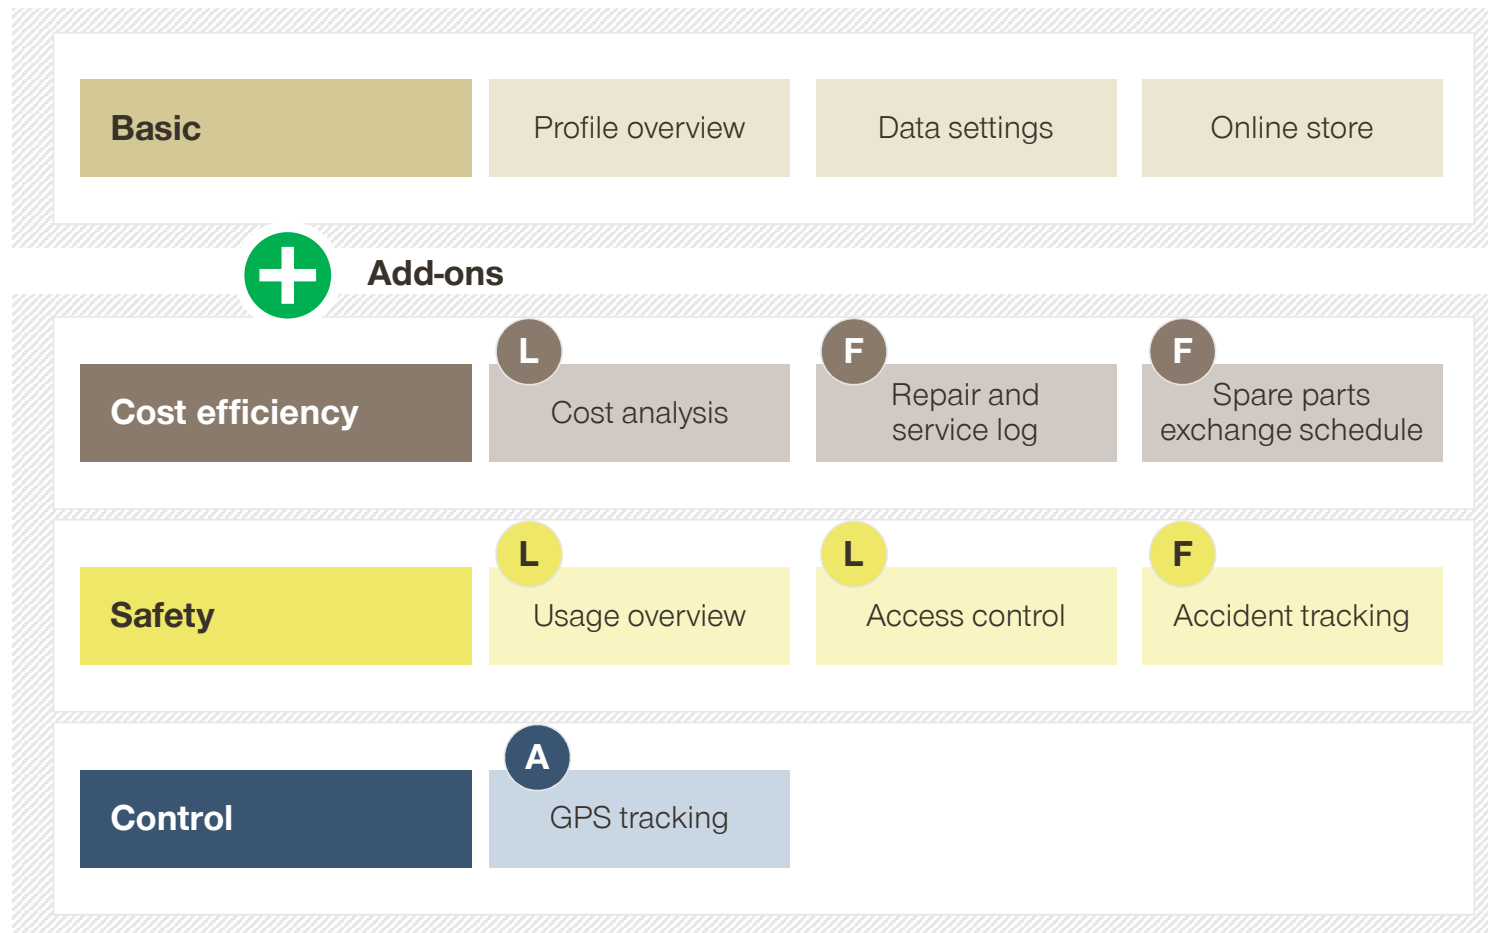 Basic
Profile overview
Data settings
Online store
Add-ons
L
F
F
Cost efficiency
Cost analysis
Repair and
service log
Spare parts
exchange schedule
L
L
F
Safety
Usage overview
Access control
Accident tracking
A
Control
GPS tracking